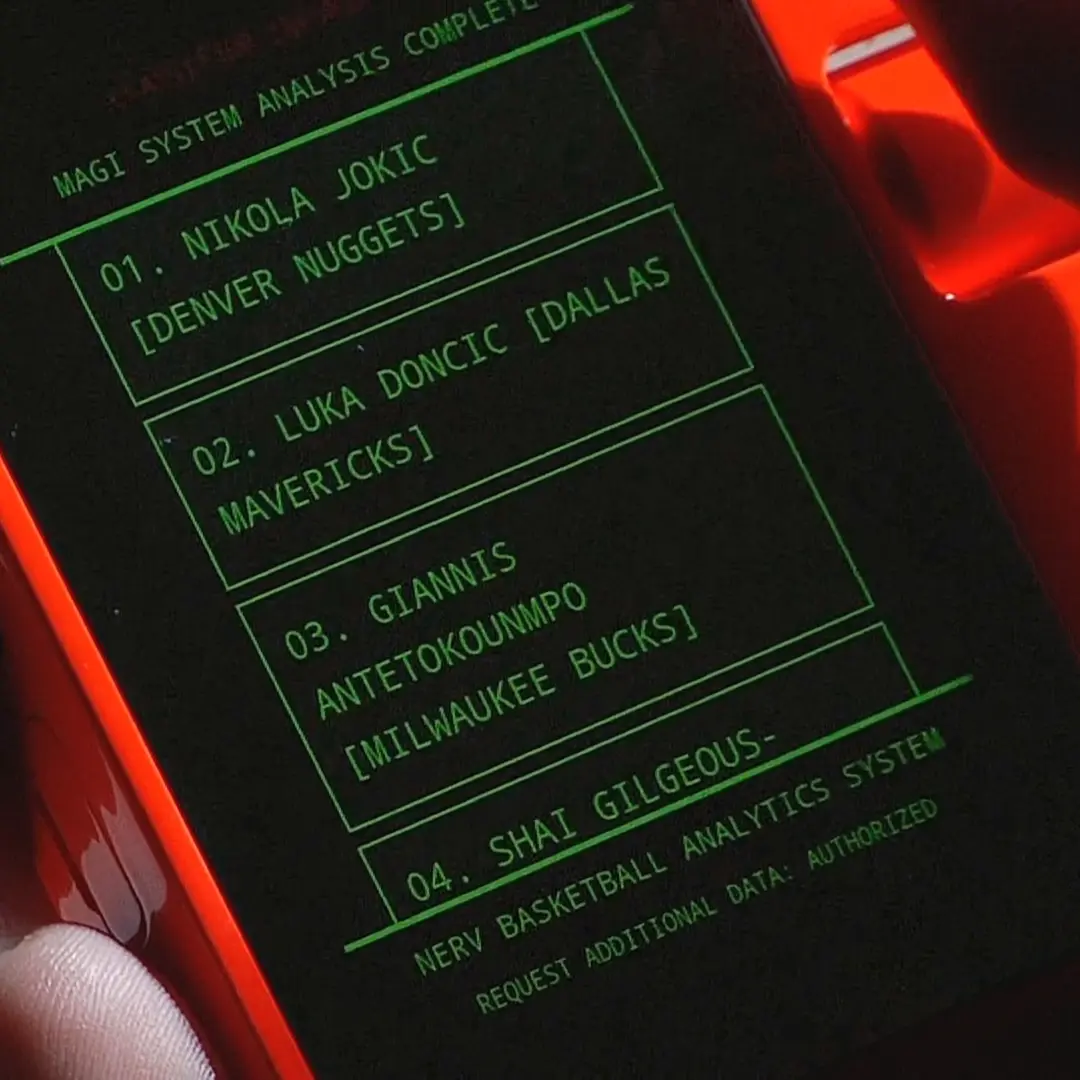 MAGI SYSTEM ANALYSIS COMPLETE
01. NIKOLA JOKIC
[DENVER NUGGETS]
02. LUKA DONCIC [DALLAS
MAVERICKS]
03. GIANNIS
ANTETOKOUNMPO
[MILWAUKEE BUCKS]
04. SHAI GILGEOUS-
NERV BASKETBALL ANALYTICS SYSTEM
REQUEST ADDITIONAL DATA: AUTHORIZED